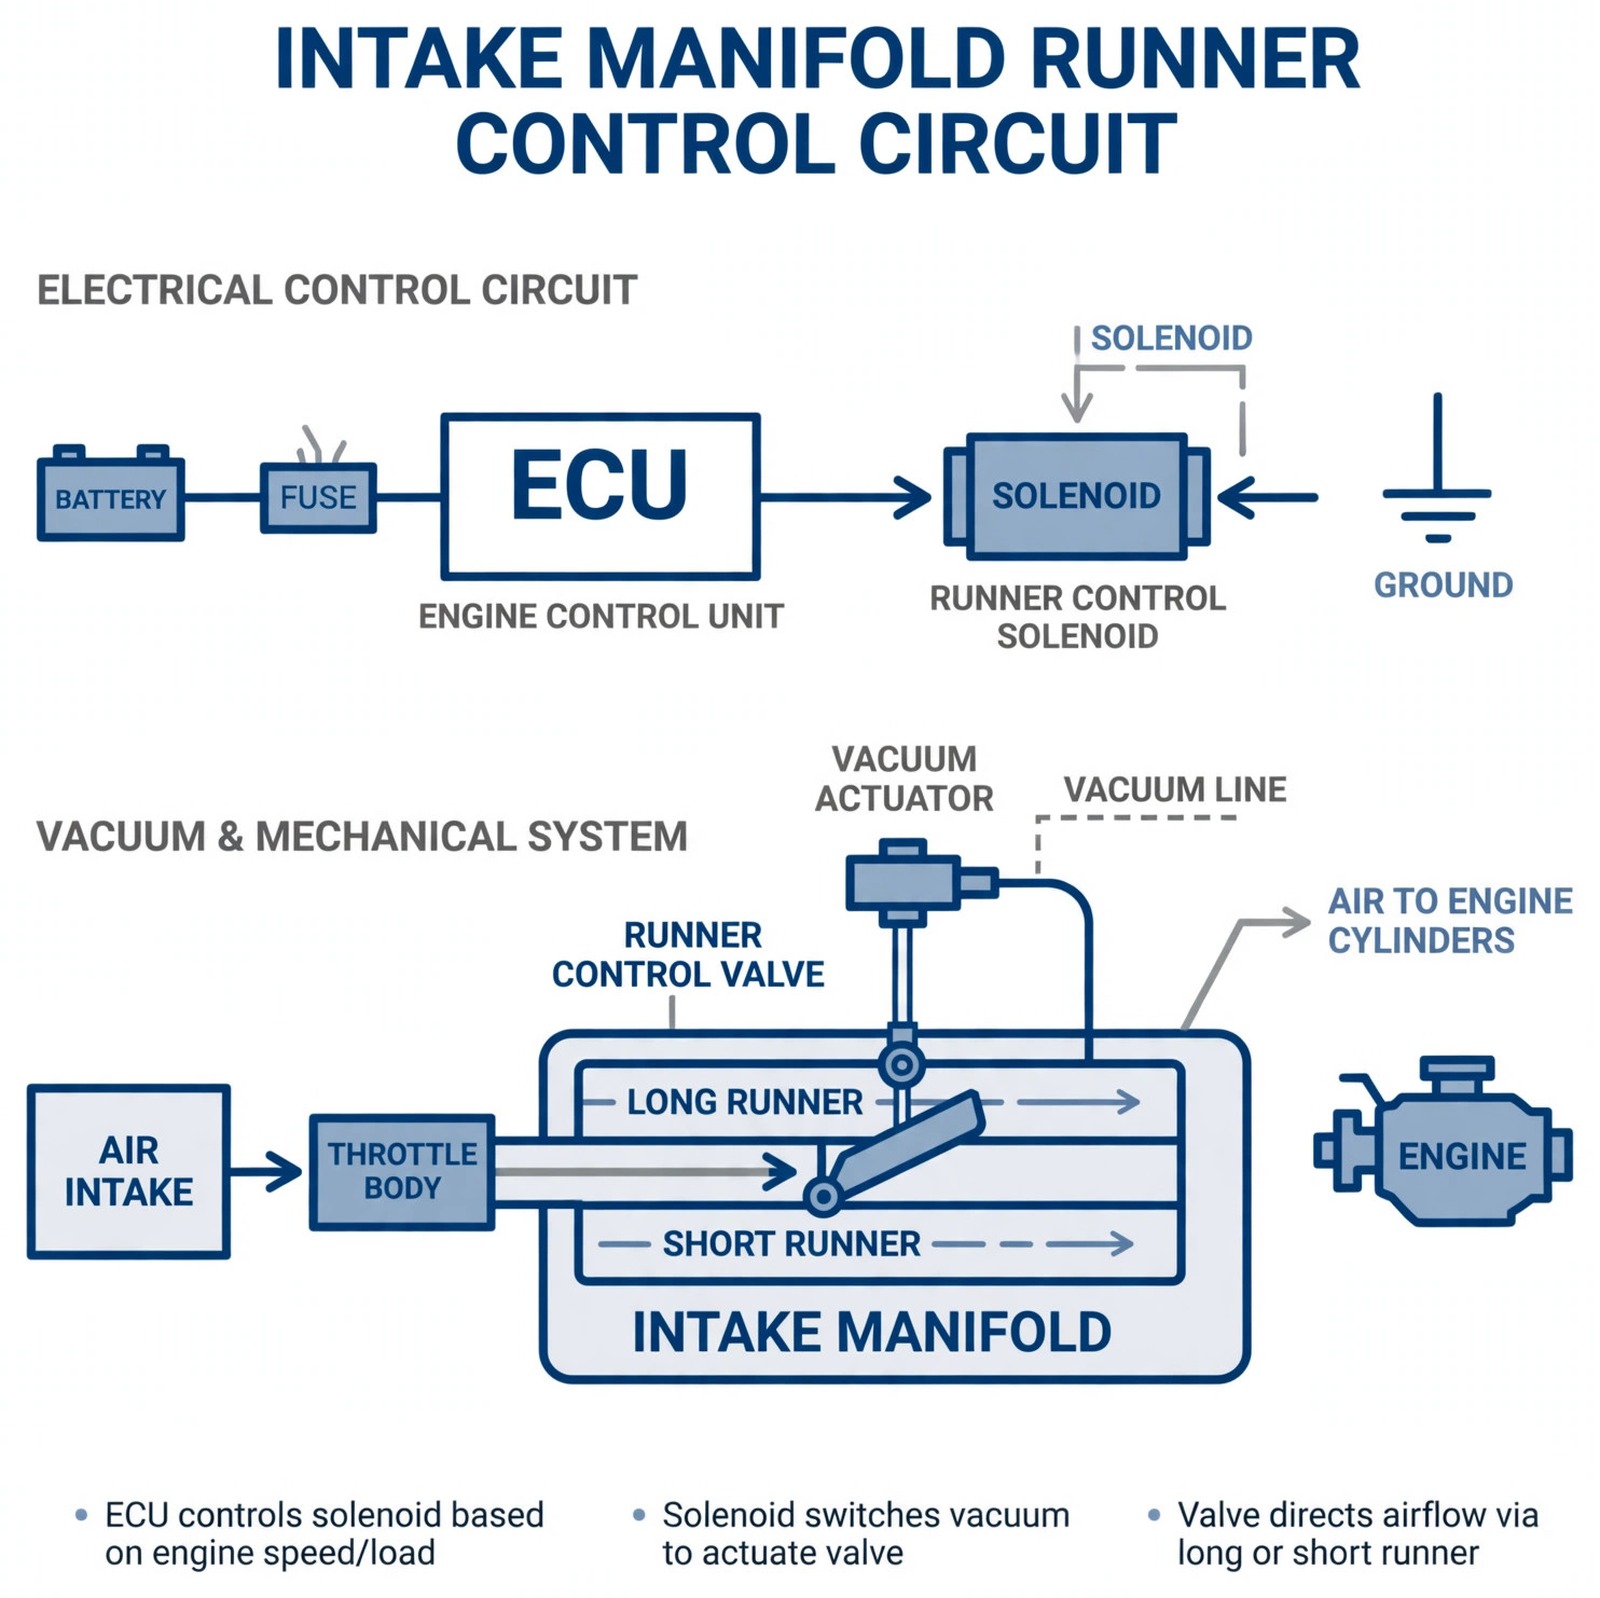 INTAKE MANIFOLD RUNNER
CONTROL CIRCUIT
ELECTRICAL CONTROL CIRCUIT
SOLENOID
BATTERY
FUSE
ECU
SOLENOID
ENGINE CONTROL UNIT
RUNNER CONTROL
SOLENOID
GROUND
VACUUM & MECHANICAL SYSTEM
VACUUM
ACTUATOR
VACUUM LINE
RUNNER
CONTROL VALVE
AIR TO ENGINE
CYLINDERS
AIR
INTAKE
THROTTLE
BODY
LONG RUNNER
SHORT RUNNER
INTAKE MANIFOLD
ENGINE
• ECU controls solenoid based
on engine speed/load
• Solenoid switches vacuum
to actuate valve
• Valve directs airflow via
long or short runner